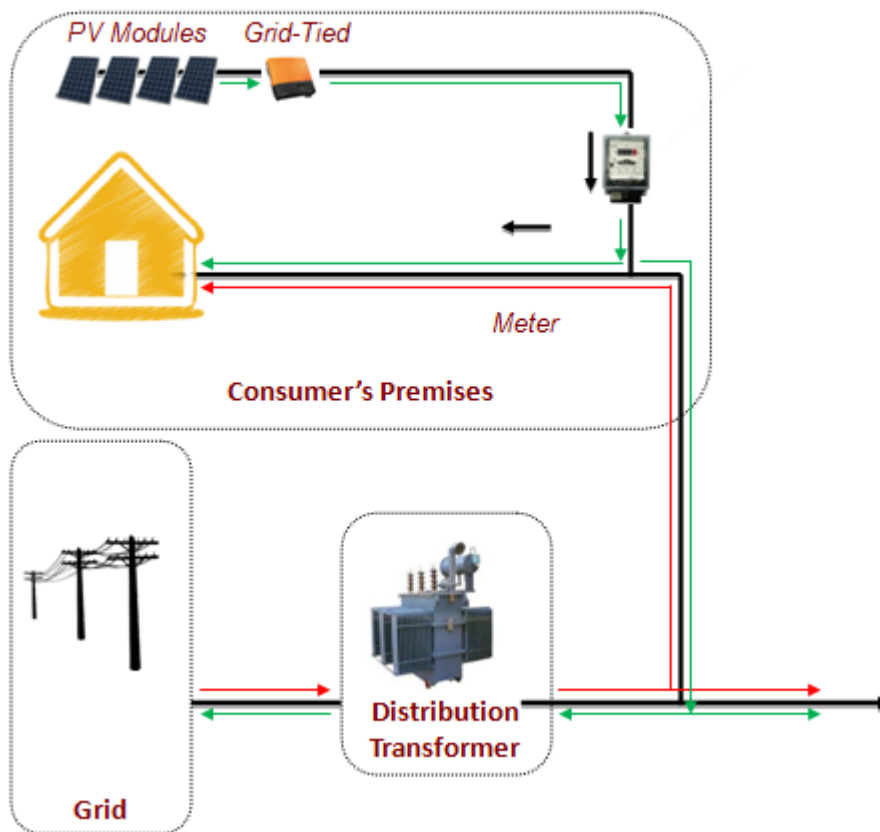 PV Modules
Grid-Tied
Meter
Consumer’s Premises
Distribution
Transformer
Grid